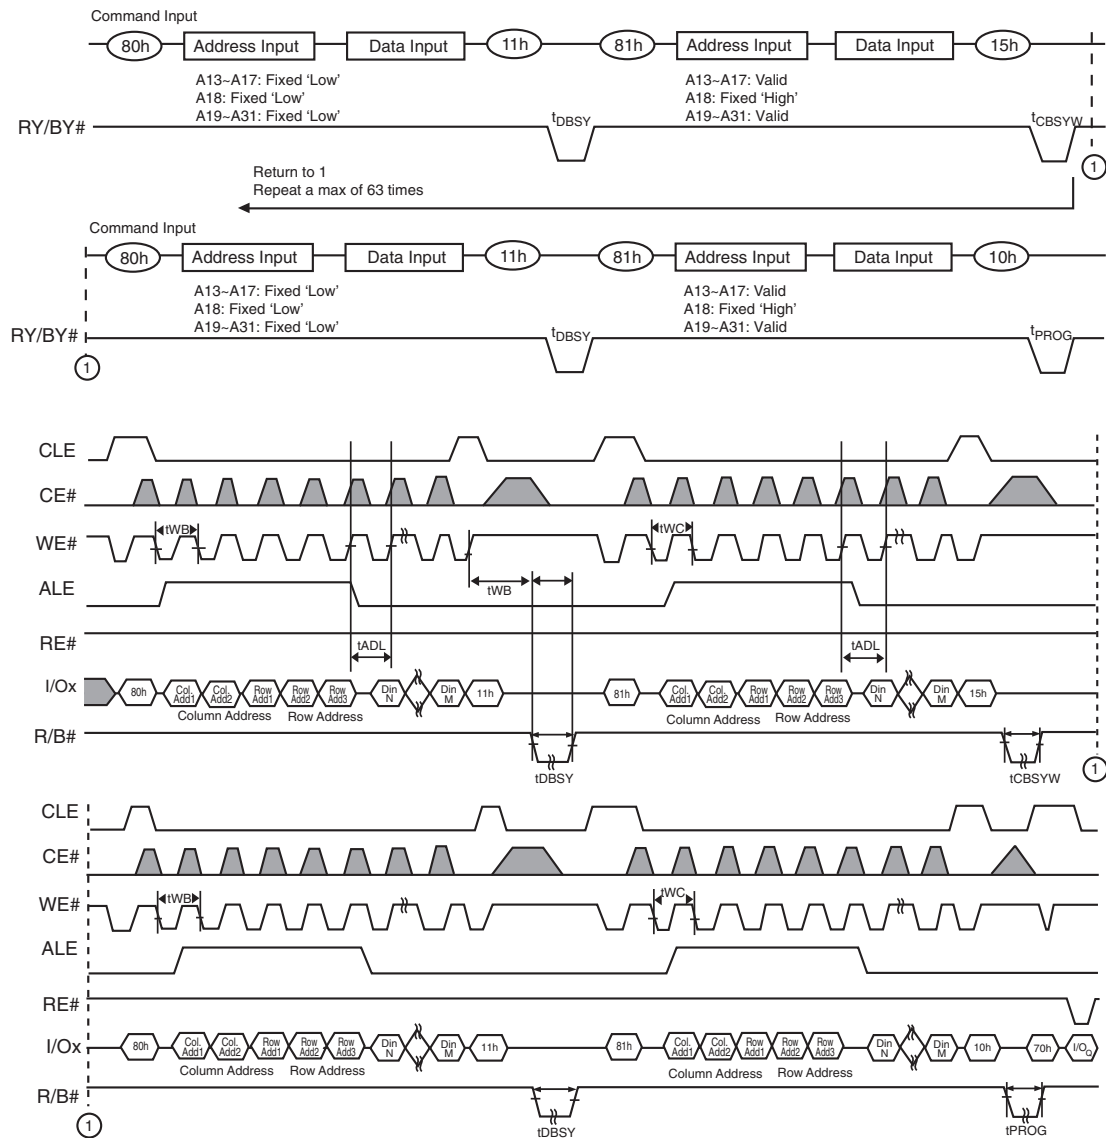 Command Input
80h Address Input Data Input 11h 81h Address Input Data Input 15h
A13~A17: Fixed 'Low' A13~A17: Valid
A18: Fixed 'Low' A18: Fixed 'High'
A19~A31: Fixed 'Low' A19~A31: Valid
RY/BY# tDBSY tCBSYW
1
Return to 1
Repeat a max of 63 times
Command Input
80h Address Input Data Input 11h 81h Address Input Data Input 10h
A13~A17: Fixed 'Low' A13~A17: Valid
A18: Fixed 'Low' A18: Fixed 'High'
A19~A31: Fixed 'Low' A19~A31: Valid
RY/BY# tDBSY tPROG
1
CLE
CE#
WE# tWB tWC
ALE tWB
RE# tADL tADL
I/Ox 80h Col. Add1 Col. Add2 Row Add1 Row Add2 Row Add3 Din N Din M 11h 81h Col. Add1 Col. Add2 Row Add1 Row Add2 Row Add3 Din N Din M 15h
Column Address Row Address Column Address Row Address
R/B#
tDBSY tCBSYW 1
CLE
CE#
WE# tWB tWC
ALE
RE#
I/Ox 80h Col. Add1 Col. Add2 Row Add1 Row Add2 Row Add3 Din N Din M 11h 81h Col. Add1 Col. Add2 Row Add1 Row Add2 Row Add3 Din N Din M 10h 70h I/OQ
Column Address Row Address Column Address Row Address
R/B#
1 tDBSY tPROG